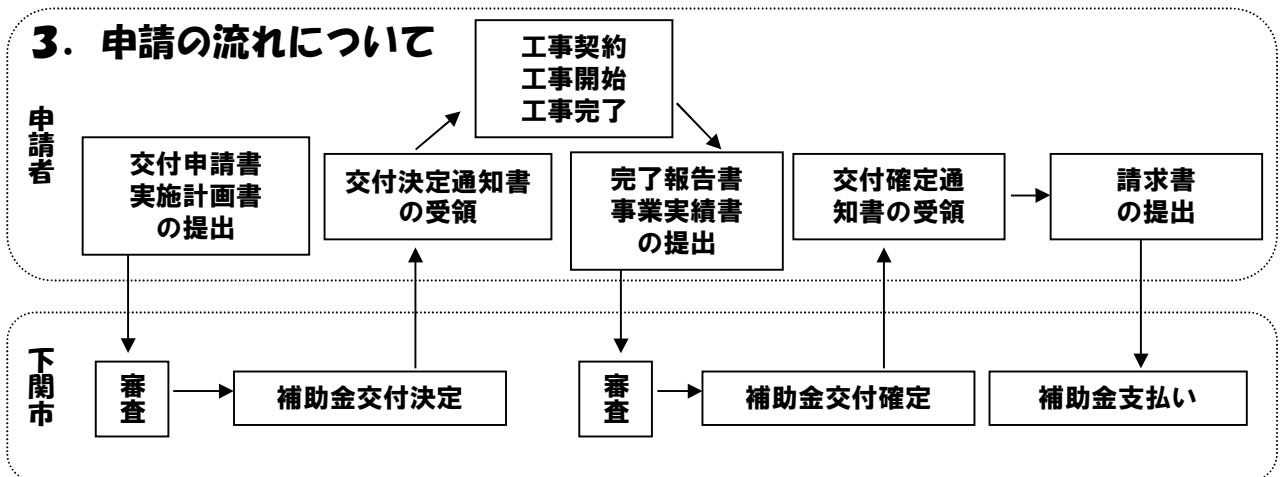 3. 申請の流れについて
申請者
交付申請書
実施計画書
の提出
交付決定通知書
の受領
工事契約
工事開始
工事完了
完了報告書
事業実績書
の提出
交付確定通
知書の受領
請求書
の提出
下関市
審査
補助金交付決定
審査
補助金交付確定
補助金支払い